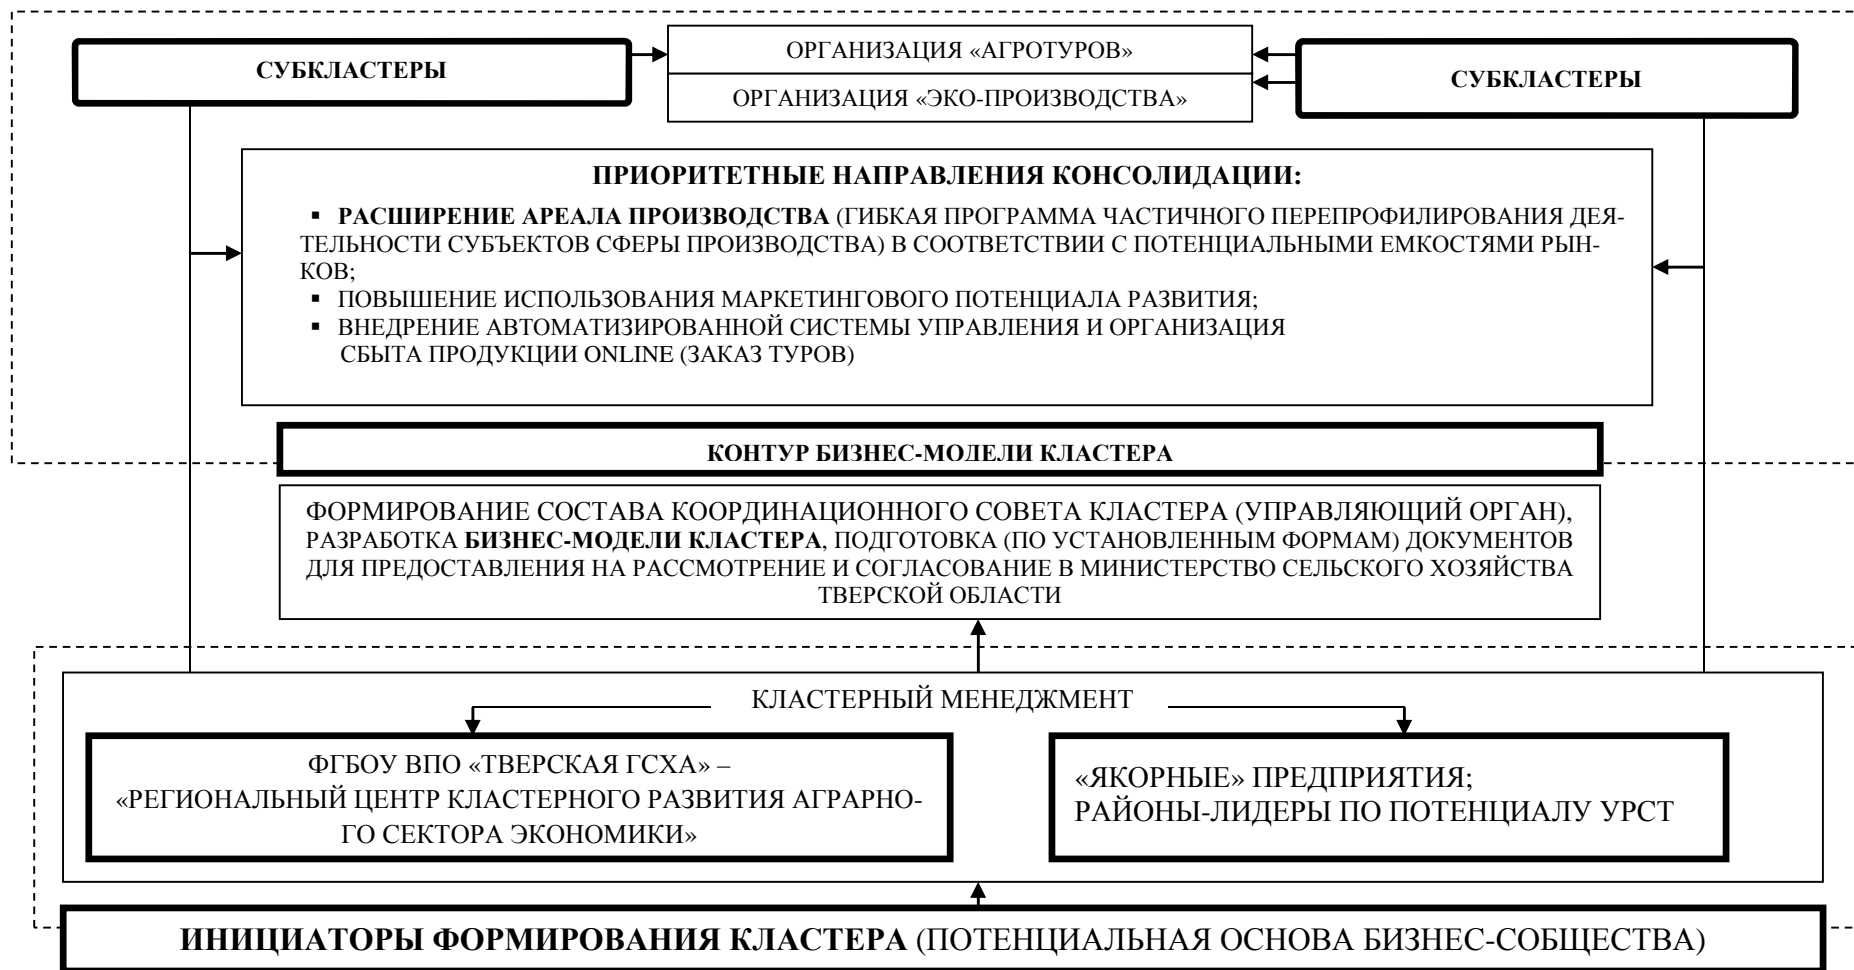 СУБКЛАСТЕРЫ
ОРГАНИЗАЦИЯ «АГРОТУРОВ»
ОРГАНИЗАЦИЯ «ЭКО-ПРОИЗВОДСТВА»
СУБКЛАСТЕРЫ
ПРИОРИТЕТНЫЕ НАПРАВЛЕНИЯ КОНСОЛИДАЦИИ:
▪ РАСШИРЕНИЕ АРЕАЛА ПРОИЗВОДСТВА (ГИБКАЯ ПРОГРАММА ЧАСТИЧНОГО ПЕРЕПРОФИЛИРОВАНИЯ ДЕЯ-
ТЕЛЬНОСТИ СУБЪЕКТОВ СФЕРЫ ПРОИЗВОДСТВА) В СООТВЕТСТВИИ С ПОТЕНЦИАЛЬНЫМИ ЕМКОСТЯМИ РЫН-
КОВ;
▪ ПОВЫШЕНИЕ ИСПОЛЬЗОВАНИЯ МАРКЕТИНГОВОГО ПОТЕНЦИАЛА РАЗВИТИЯ;
▪ ВНЕДРЕНИЕ АВТОМАТИЗИРОВАННОЙ СИСТЕМЫ УПРАВЛЕНИЯ И ОРГАНИЗАЦИЯ
СБЫТА ПРОДУКЦИИ ONLINE (ЗАКАЗ ТУРОВ)
КОНТУР БИЗНЕС-МОДЕЛИ КЛАСТЕРА
ФОРМИРОВАНИЕ СОСТАВА КООРДИНАЦИОННОГО СОВЕТА КЛАСТЕРА (УПРАВЛЯЮЩИЙ ОРГАН),
РАЗРАБОТКА БИЗНЕС-МОДЕЛИ КЛАСТЕРА, ПОДГОТОВКА (ПО УСТАНОВЛЕННЫМ ФОРМАМ) ДОКУМЕНТОВ
ДЛЯ ПРЕДОСТАВЛЕНИЯ НА РАССМОТРЕНИЕ И СОГЛАСОВАНИЕ В МИНИСТЕРСТВО СЕЛЬСКОГО ХОЗЯЙСТВА
ТВЕРСКОЙ ОБЛАСТИ
КЛАСТЕРНЫЙ МЕНЕДЖМЕНТ
ФГБОУ ВПО «ТВЕРСКАЯ ГСХА» –
«РЕГИОНАЛЬНЫЙ ЦЕНТР КЛАСТЕРНОГО РАЗВИТИЯ АГРАРНО-
ГО СЕКТОРА ЭКОНОМИКИ»
«ЯКОРНЫЕ» ПРЕДПРИЯТИЯ;
РАЙОНЫ-ЛИДЕРЫ ПО ПОТЕНЦИАЛУ УРСТ
ИНИЦИАТОРЫ ФОРМИРОВАНИЯ КЛАСТЕРА (ПОТЕНЦИАЛЬНАЯ ОСНОВА БИЗНЕС-СОБЩЕСТВА)